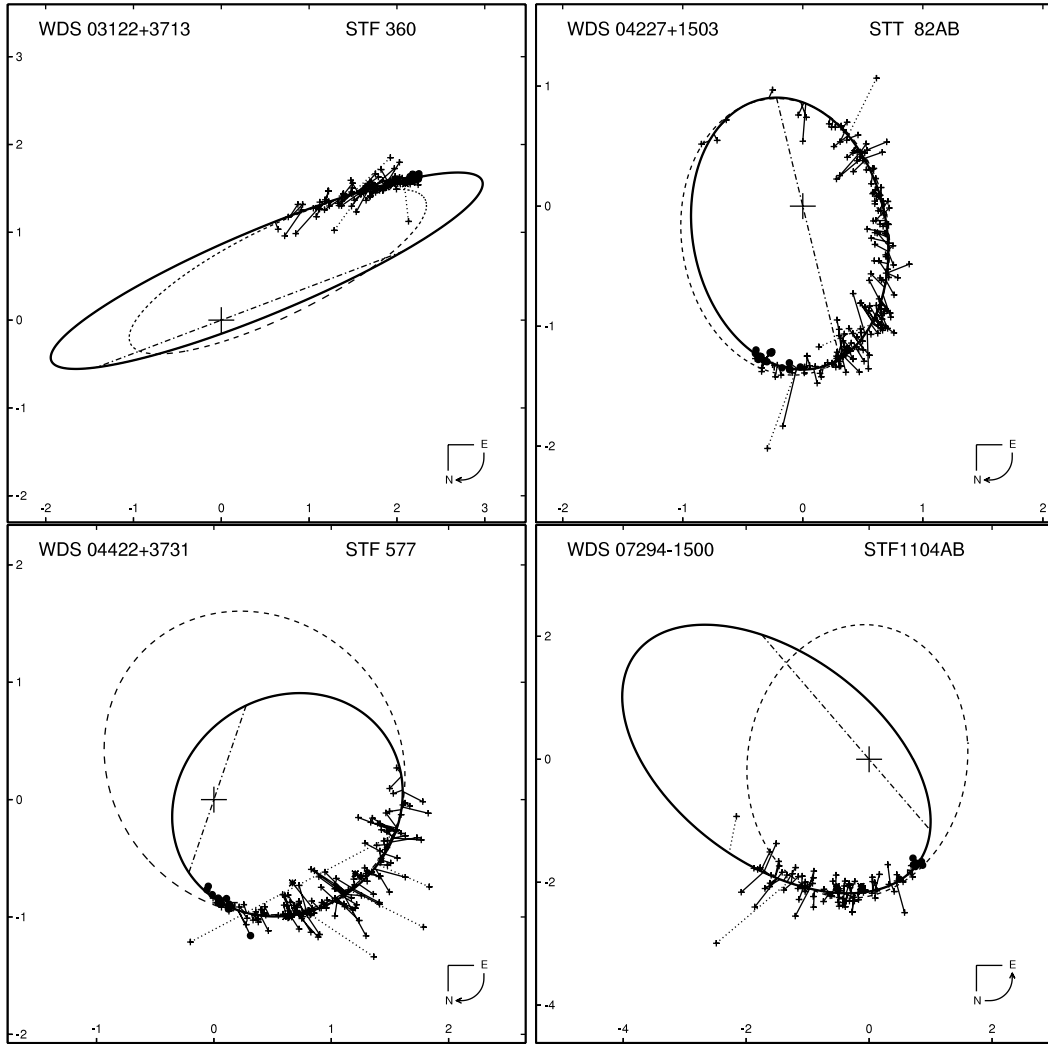 WDS 03122+3713 STF 360
3
2
1
0
-1
-2
-2 -1 0 1 2 3
E
N
WDS 04227+1503 STT 82AB
1
0
-1
-2
-2 -1 0 1 2
E
N
WDS 04422+3731 STF 577
2
1
0
-1
-2
-1 0 1 2
E
N
WDS 07294-1500 STF1104AB
2
0
-2
-4
-4 -2 0 2
E
N